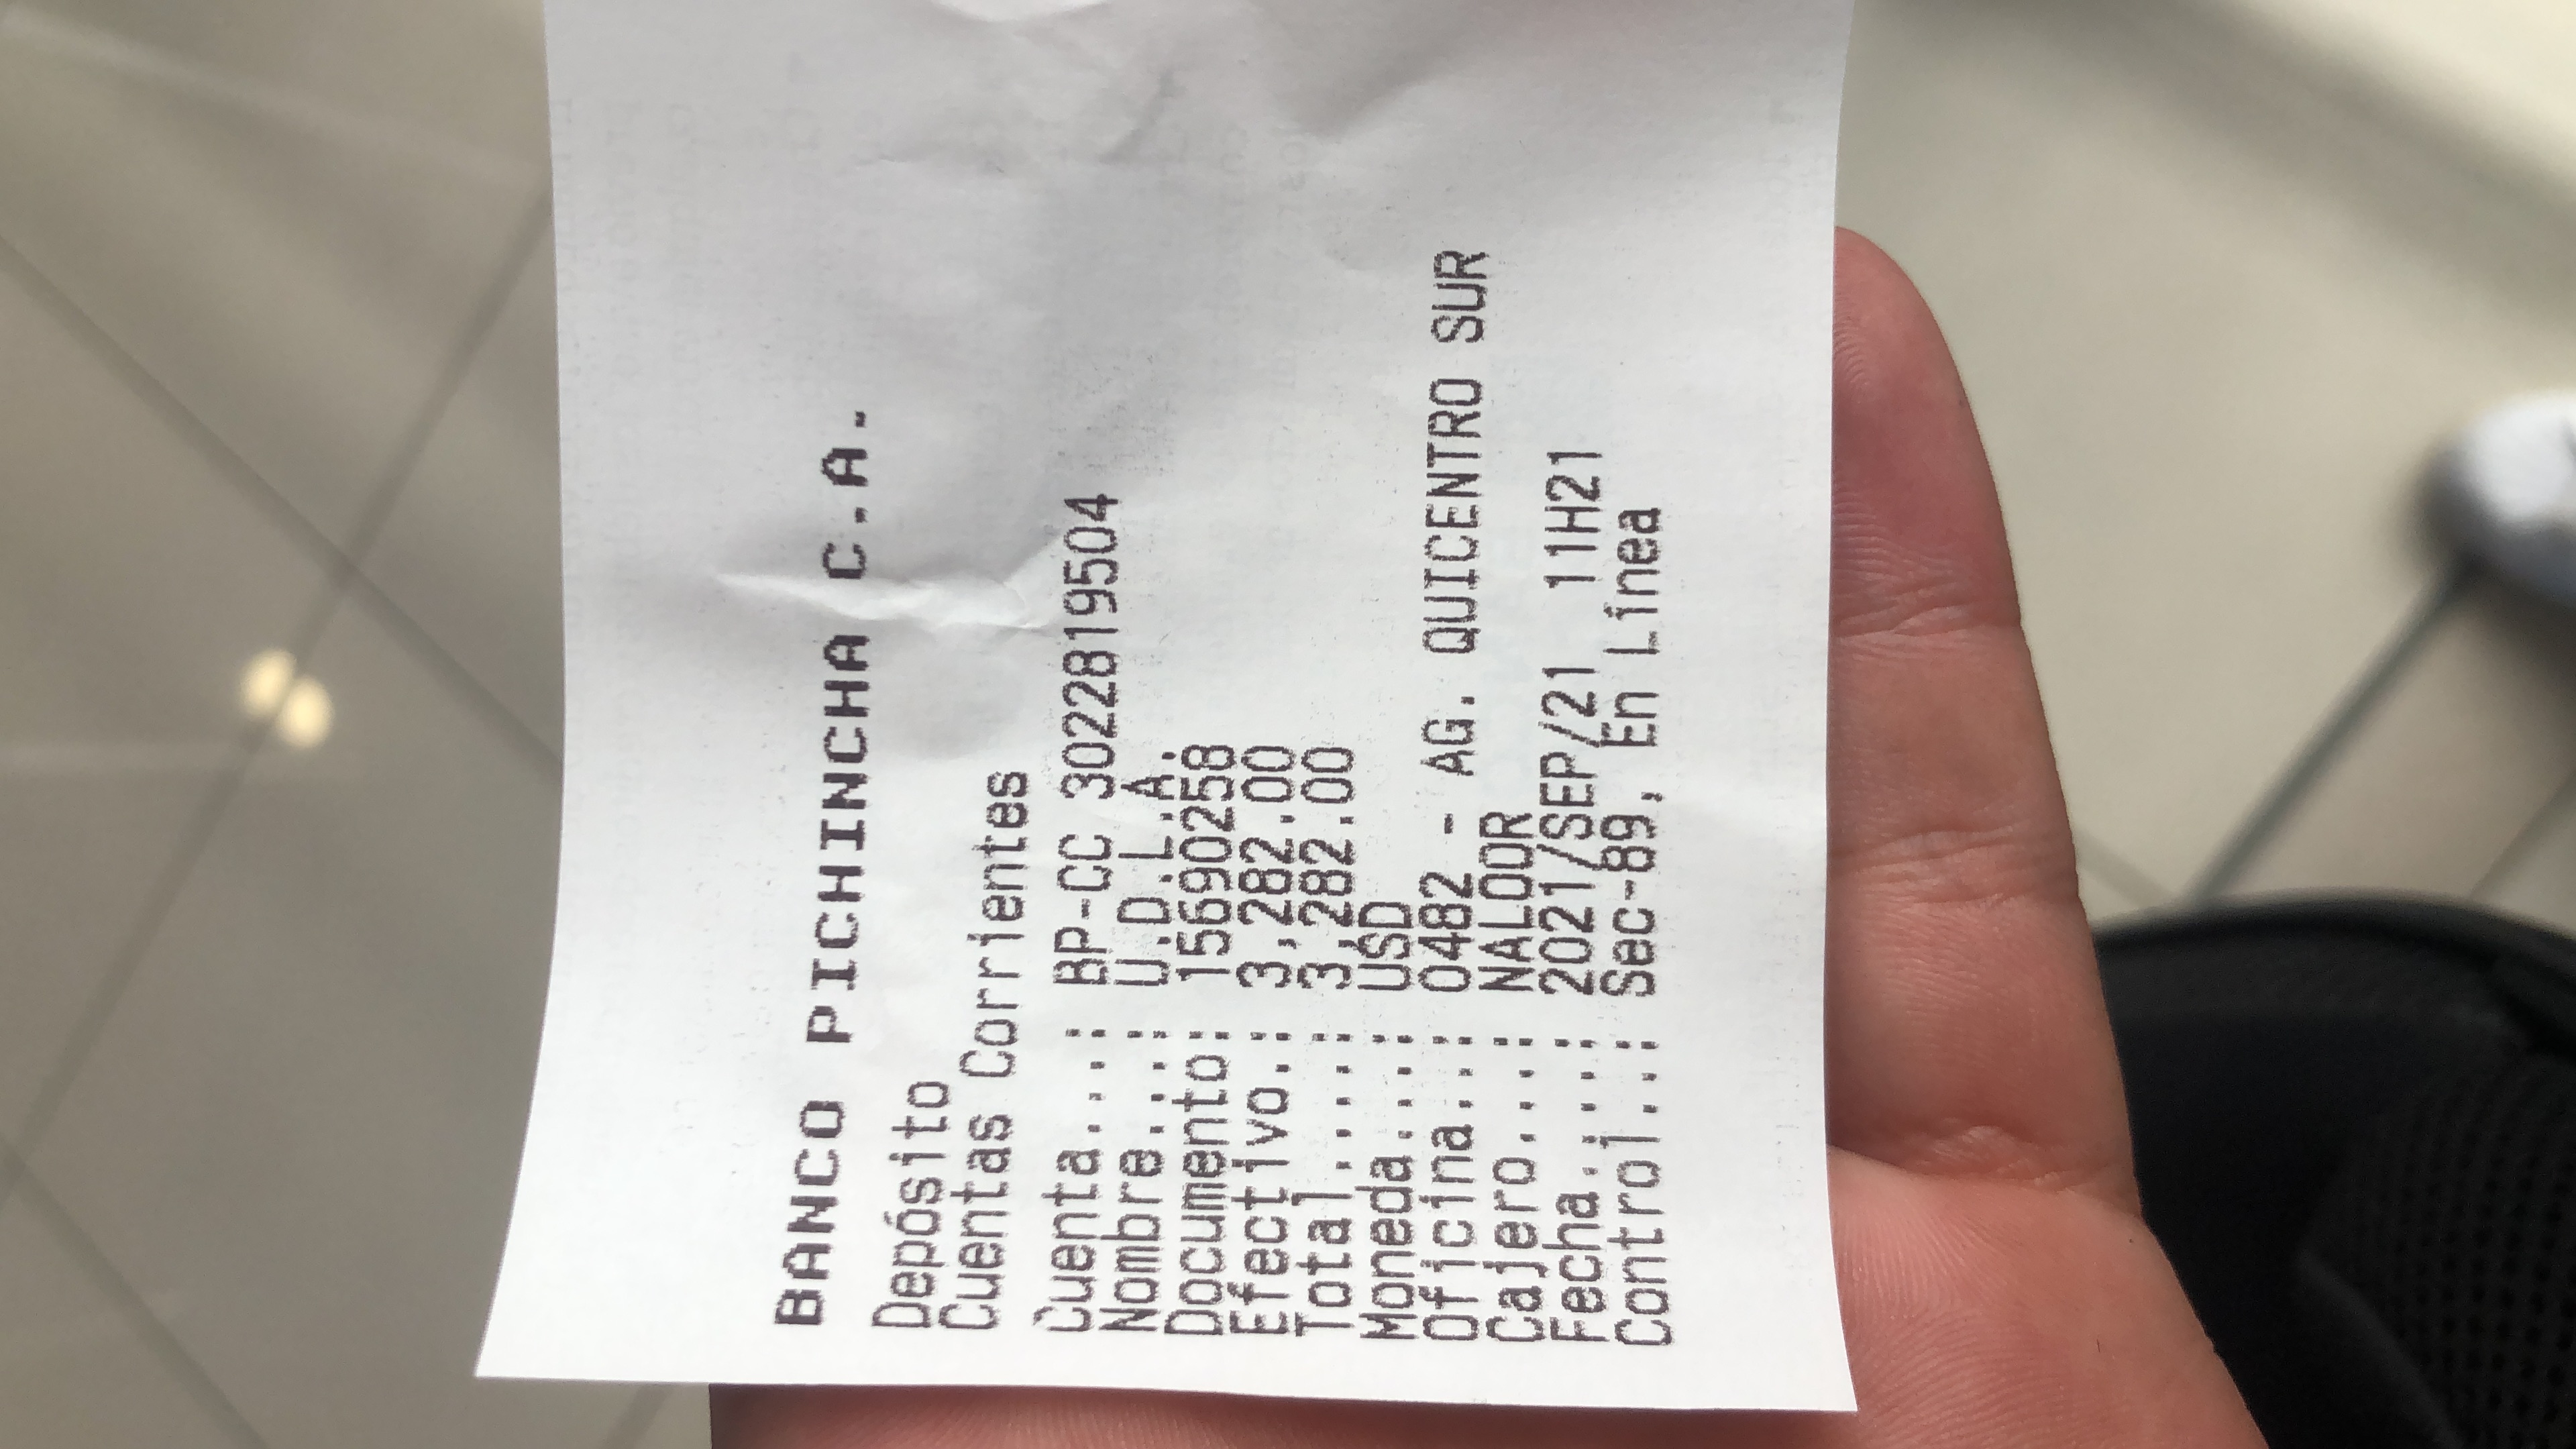 BANCO PICHINCHA C.A.
Depósito
Cuentas Corrientes
Cuenta....: BP-CC 3022819504
Nombre....: U.D.L.A.
Documento: 1569690258
Efectivo.: 3,282.00
Total.....: 3,282.00
Moneda....: USD
Oficina...: 0482 - AG. QUICENTRO SUR
Cajero....: NALOOR
Fecha.....: 2021/SEP/21 11H21
Control...: Sec-89, En Línea